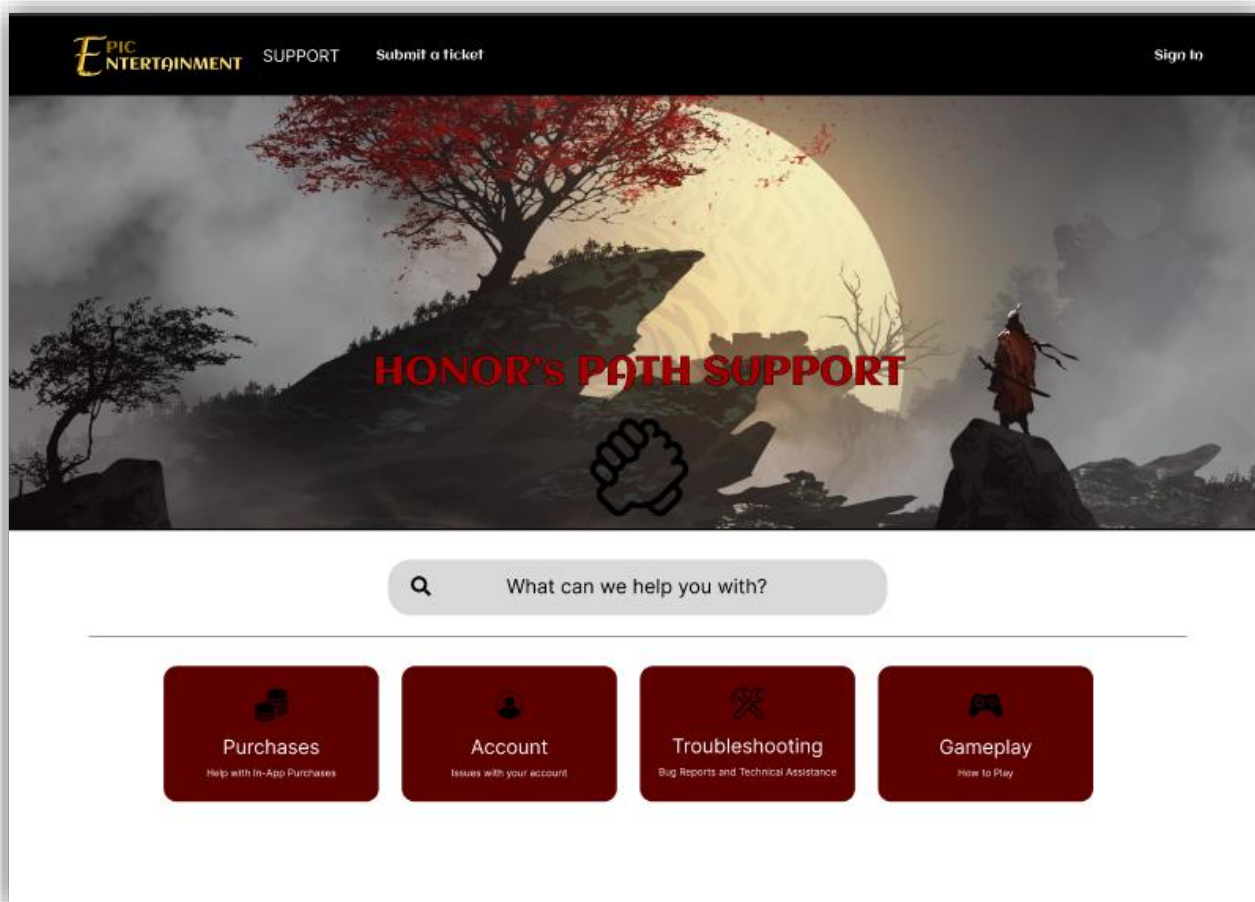 EPIC
ENTERTAINMENT
SUPPORT
Submit a ticket
Sign In
HONOR's PATH SUPPORT
What can we help you with?
Purchases
Help with In-App Purchases
Account
Issues with your account
Troubleshooting
Bug Reports and Technical Assistance
Gameplay
How to Play